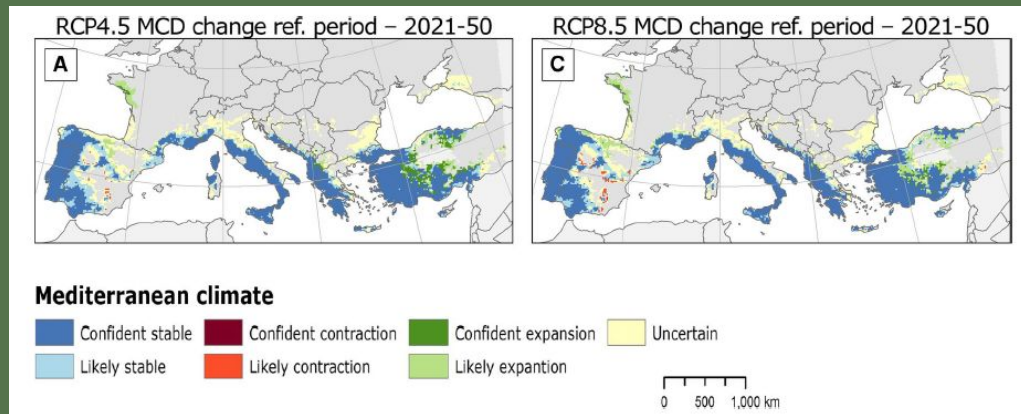 RCP4.5 MCD change ref. period – 2021-50
RCP8.5 MCD change ref. period – 2021-50
A
C
Mediterranean climate
Confident stable
Confident contraction
Confident expansion
Uncertain
Likely stable
Likely contraction
Likely expantion
0 500 1,000 km